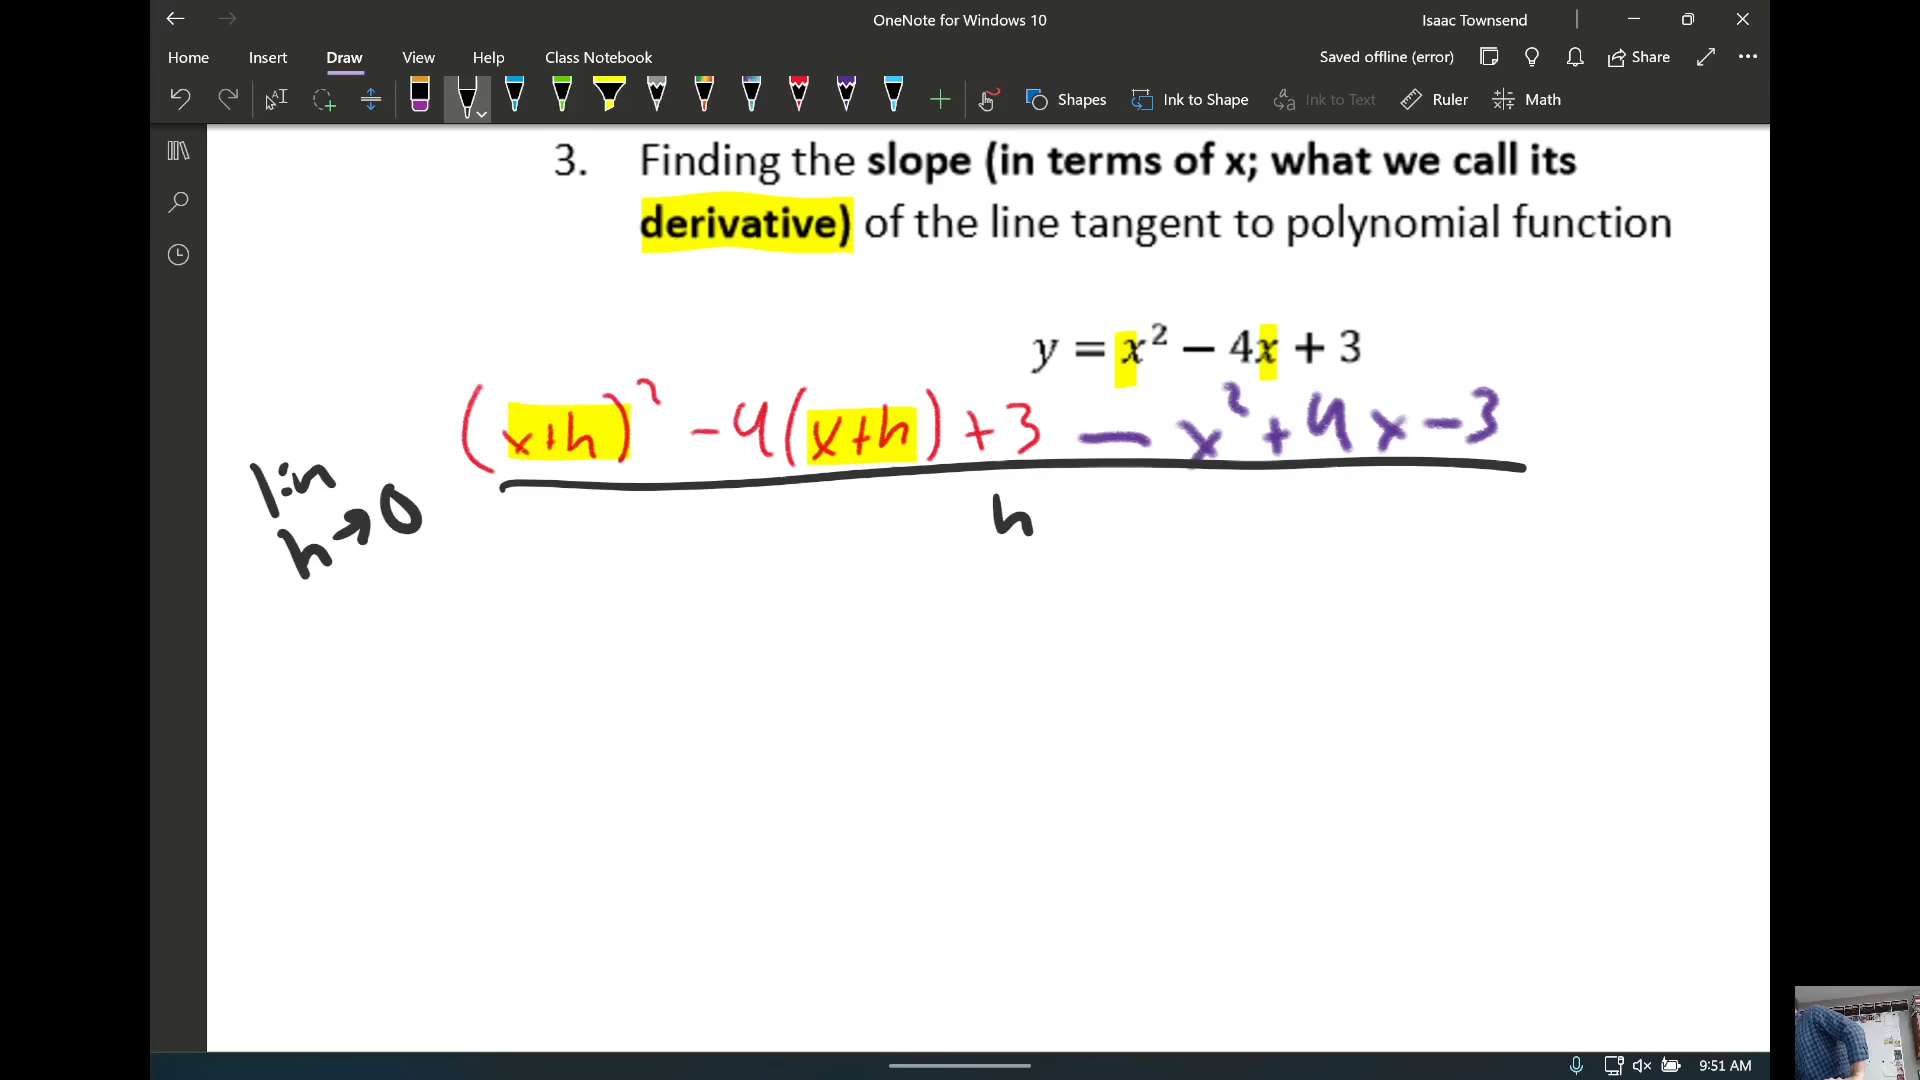 OneNote for Windows 10
Isaac Townsend
Home Insert Draw View Help Class Notebook
Saved offline (error) Share
Shapes Ink to Shape Ink to Text Ruler Math
3. Finding the slope (in terms of x; what we call its
derivative) of the line tangent to polynomial function
y = x² − 4x + 3
(x+h)² -4(x+h) +3 - x² + 4x - 3
lim
h→0
h
9:51 AM